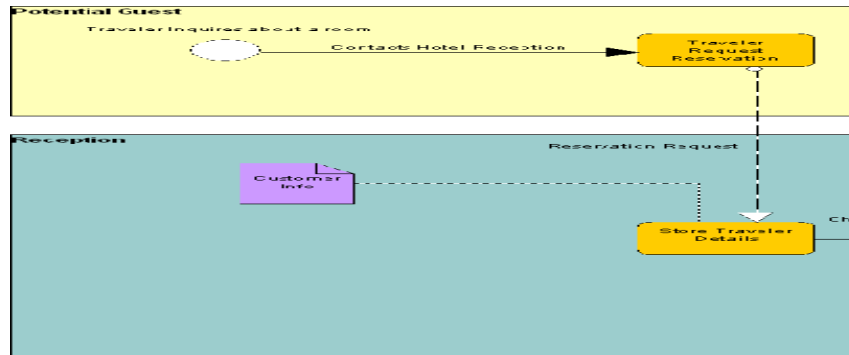 Potential Guest
Traveler Inquires about a room
Contacts Hotel Reception
Traveler
Request
Reservation
Reception
Reservation Request
Customer
Info
Store Traveler
Details
Ch